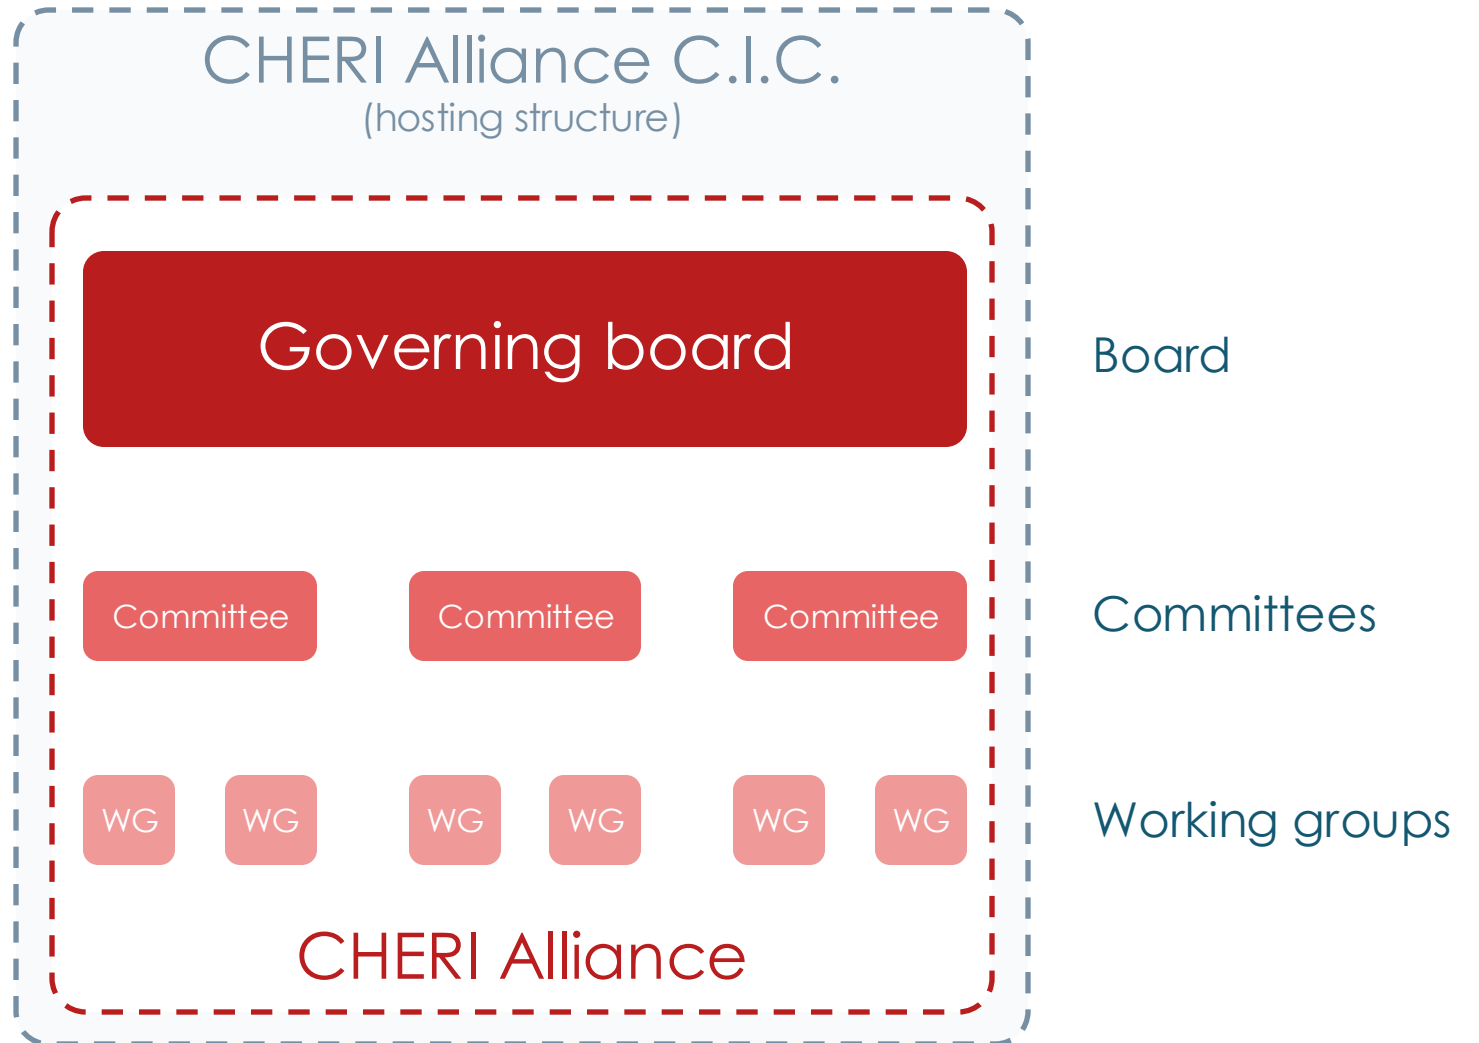 CHERI Alliance C.I.C.
(hosting structure)
Governing board
Board
Committee Committee Committee
Committees
WG WG WG WG WG WG
Working groups
CHERI Alliance